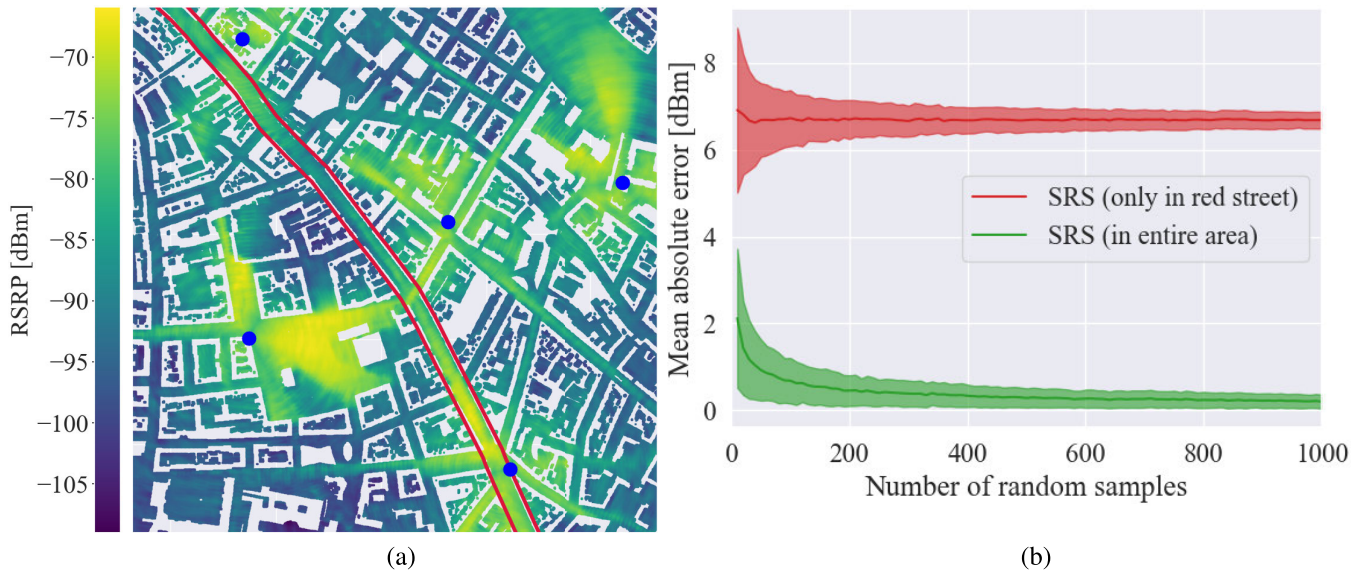 RSRP [dBm]
−70
−75
−80
−85
−90
−95
−100
−105
(a)
Mean absolute error [dBm]
8
6
4
2
0
SRS (only in red street)
SRS (in entire area)
0 200 400 600 800 1000
Number of random samples
(b)